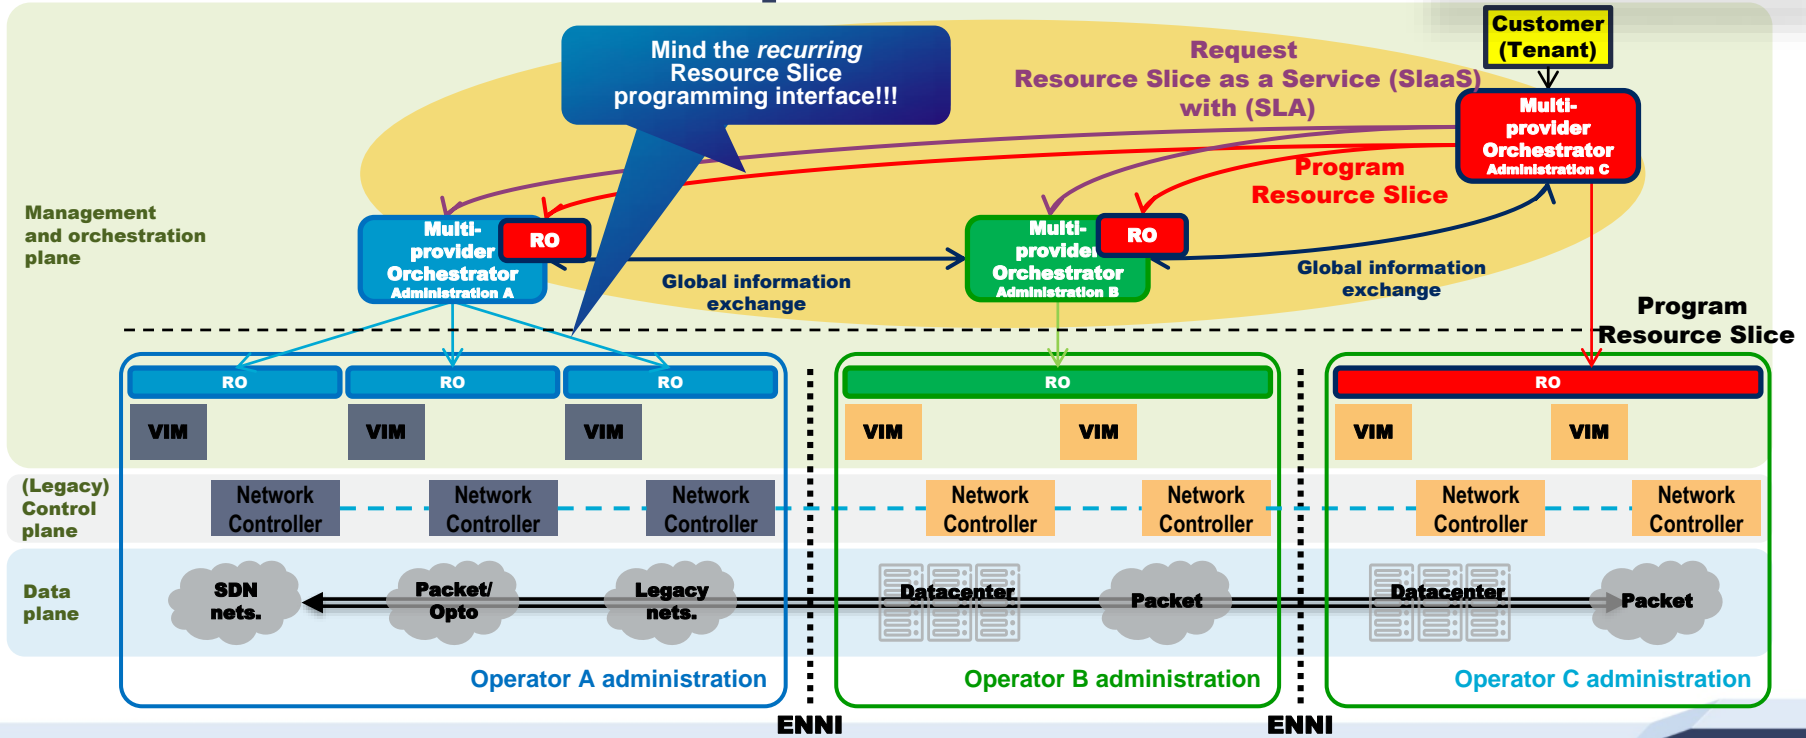 Mind the recurring
Resource Slice
programming interface!!!
Request
Resource Slice as a Service (SlaaS)
with (SLA)
Customer
(Tenant)
Multi-
provider
Orchestrator
Administration C
Program
Resource Slice
Management
and orchestration
plane
Multi-
provider
Orchestrator
Administration A
RO
Global information
exchange
Multi-
provider
Orchestrator
Administration B
RO
Global information
exchange
Program
Resource Slice
RO
RO
RO
RO
RO
VIM
VIM
VIM
VIM
VIM
VIM
VIM
(Legacy)
Control
plane
Network
Controller
Network
Controller
Network
Controller
Network
Controller
Network
Controller
Network
Controller
Network
Controller
Data
plane
SDN
nets.
Packet/
Opto
Legacy
nets.
Datacenter
Packet
Datacenter
Packet
Operator A administration
Operator B administration
Operator C administration
ENNI
ENNI